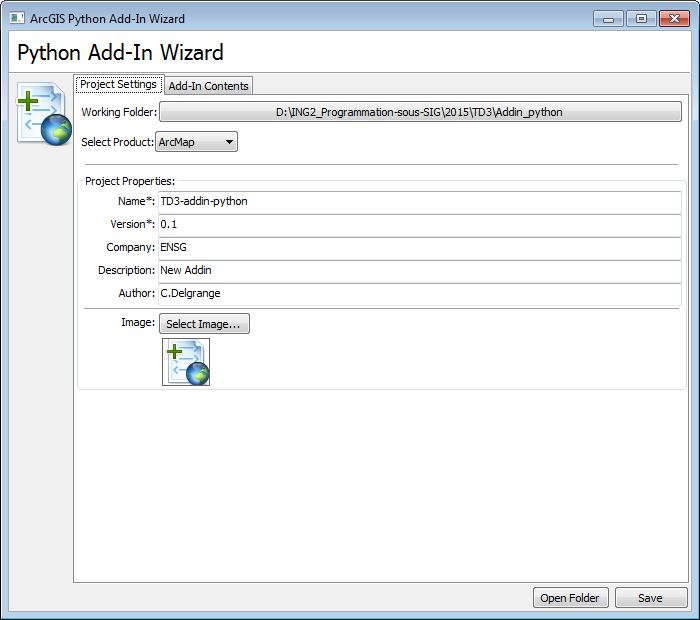 ArcGIS Python Add-In Wizard
Python Add-In Wizard
Project Settings
Add-In Contents
Working Folder: D:\ING2_Programmation-sous-SIG\2015\TD3\Addin_python
Select Product: ArcMap
Project Properties:
Name*: TD3-addin-python
Version*: 0.1
Company: ENSG
Description: New Addin
Author: C.Delgrange
Image: Select Image...
Open Folder
Save